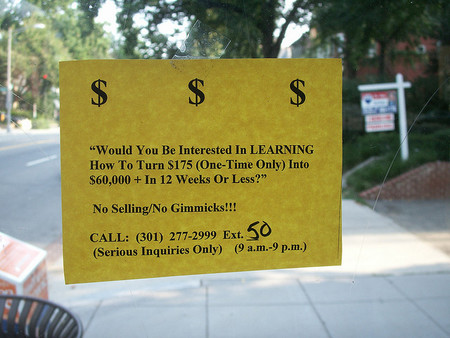 $ $ $
“Would You Be Interested In LEARNING
How To Turn $175 (One-Time Only) Into
$60,000 + In 12 Weeks Or Less?”
No Selling/No Gimmicks!!!
CALL: (301) 277-2999 Ext. 50
(Serious Inquiries Only) (9 a.m.-9 p.m.)